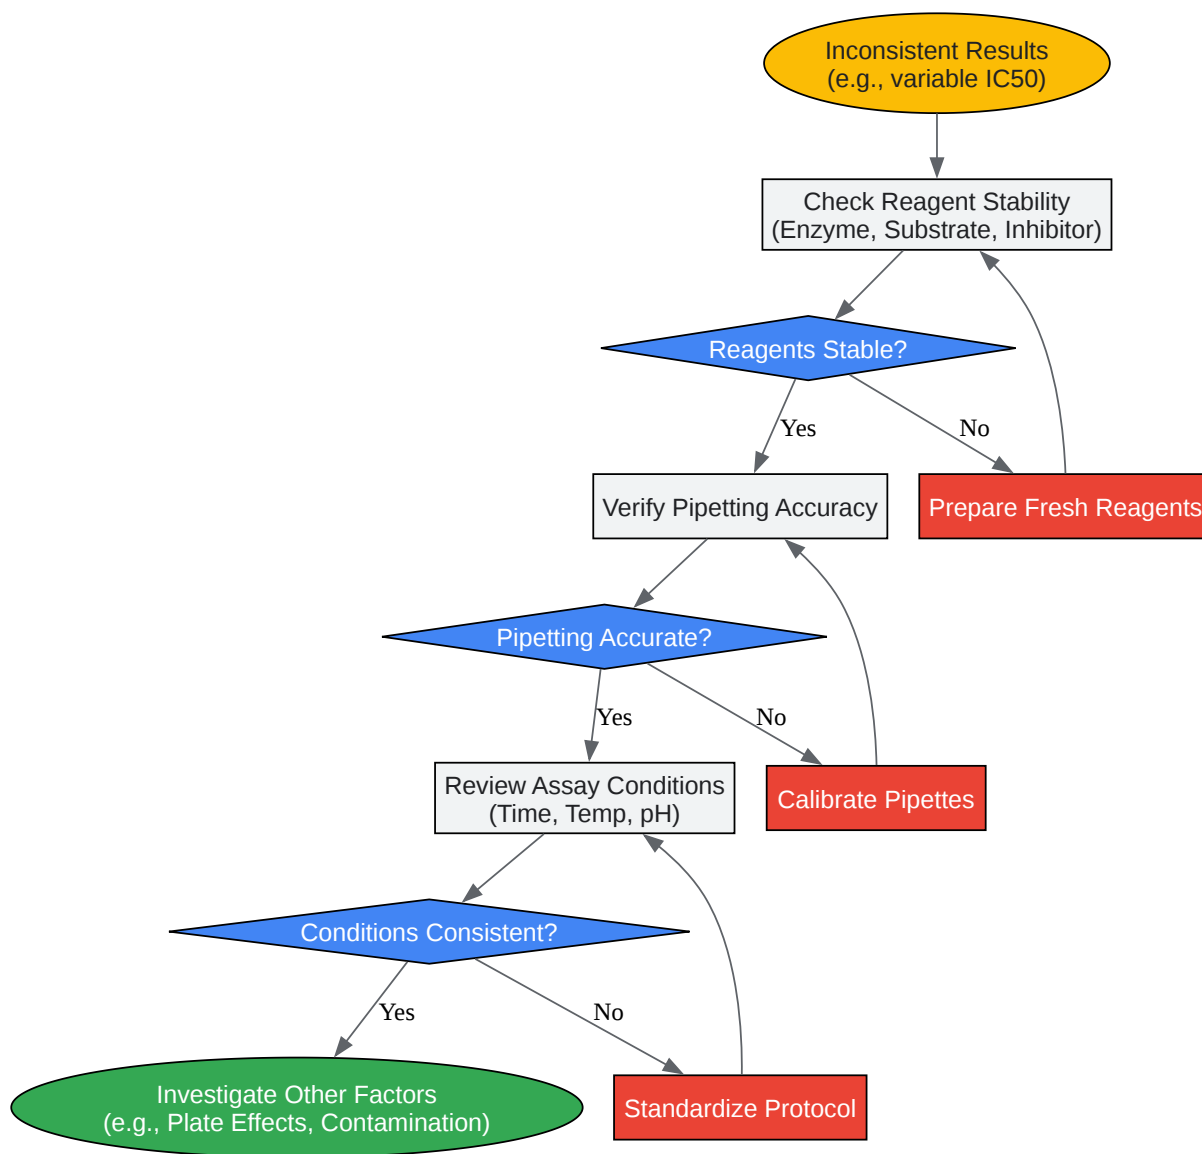 Inconsistent Results
(e.g., variable IC50)
Check Reagent Stability
(Enzyme, Substrate, Inhibitor)
Reagents Stable?
Yes
No
Verify Pipetting Accuracy
Prepare Fresh Reagents
Pipetting Accurate?
Yes
No
Review Assay Conditions
(Time, Temp, pH)
Calibrate Pipettes
Conditions Consistent?
Yes
No
Investigate Other Factors
(e.g., Plate Effects, Contamination)
Standardize Protocol